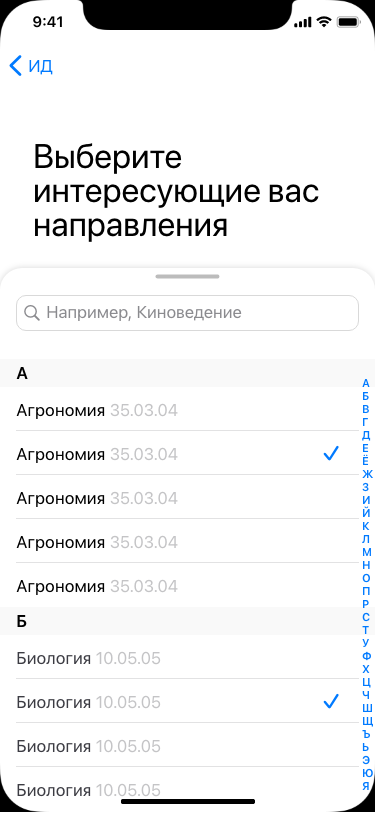 9:41
ИД
Выберите
интересующие вас
направления
Например, Киноведение
А
Агрономия 35.03.04
Агрономия 35.03.04
Агрономия 35.03.04
Агрономия 35.03.04
Агрономия 35.03.04
Б
Биология 10.05.05
Биология 10.05.05
Биология 10.05.05
Биология 10.05.05
А
Б
В
Г
Д
Е
Ё
Ж
З
И
Й
К
Л
М
Н
О
П
Р
С
Т
У
Ф
Х
Ц
Ч
Ш
Щ
Ъ
Ь
Э
Ю
Я